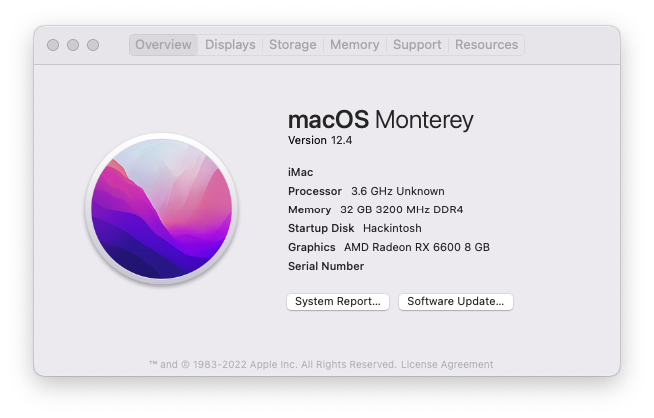 Overview Displays Storage Memory Support Resources
macOS Monterey
Version 12.4
iMac
Processor 3.6 GHz Unknown
Memory 32 GB 3200 MHz DDR4
Startup Disk Hackintosh
Graphics AMD Radeon RX 6600 8 GB
Serial Number
System Report... Software Update...
™ and © 1983-2022 Apple Inc. All Rights Reserved. License Agreement